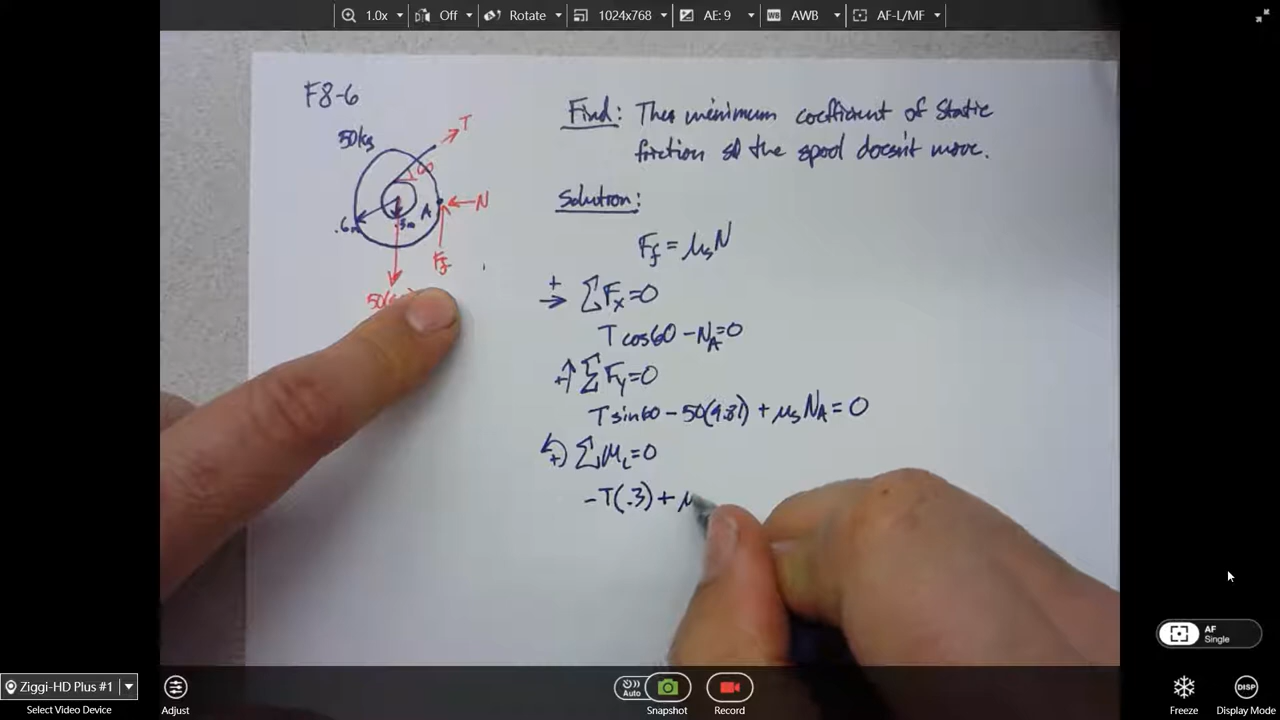 1.0x
Off
Rotate
1024x768
AE: 9
AWB
AF-L/MF
F8-6
50kg
T
60
N
A
.6m
.3m
Ff
Find: The minimum coefficient of static
friction so the spool doesn't move.
Solution:
Ff = μsN
+→ ΣFx=0
T cos60 - NA=0
+↑ ΣFy=0
T sin60 - 50(9.81) + μs NA = 0
ΣMc=0
-T(.3) + μ
AF
Single
Ziggi-HD Plus #1
Select Video Device
Adjust
Auto
Snapshot
Record
Freeze
DISP
Display Mode